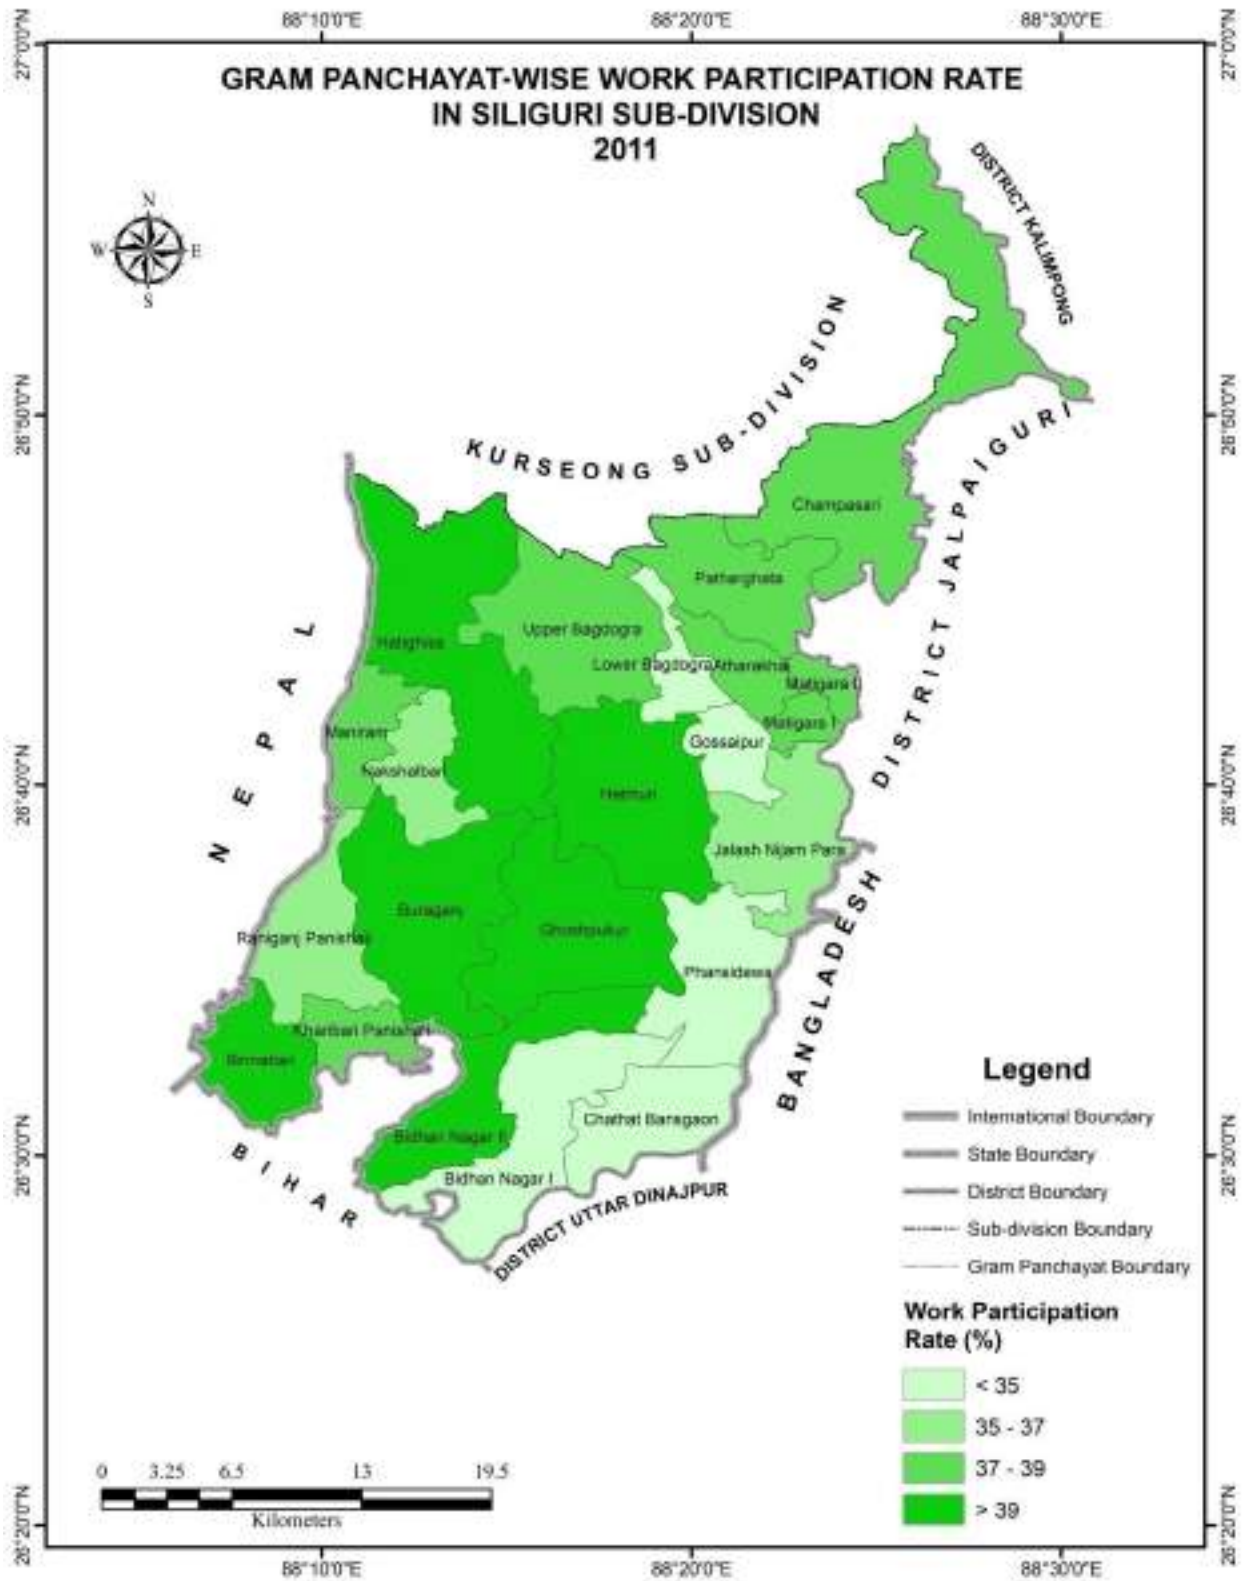 88°10'0"E 88°20'0"E 88°30'0"E
27°0'0"N 27°0'0"N
GRAM PANCHAYAT-WISE WORK PARTICIPATION RATE
IN SILIGURI SUB-DIVISION
2011
N
W E
S
DISTRICT KALIMPONG
KURSEONG SUB-DIVISION
26°50'0"N 26°50'0"N
DISTRICT JALPAIGURI
Champasari
Patharghata
Upper Bagdogra
Hatighisa
Lower Bagdogra
Atharakhai
Matigara II
Matigara I
NEPAL
Maniram
Gossaipur
Nakshalbari
26°40'0"N 26°40'0"N
Hetmuri
Jalash Nijam Para
Buraganj
Ghoshpukur
Raniganj Panishali
Phansidewa
BANGLADESH
Kharibari Panishali
Binnabari
Chathat Bansgaon
Bidhan Nagar II
Bidhan Nagar I
26°30'0"N 26°30'0"N
BIHAR
DISTRICT UTTAR DINAJPUR
Legend
International Boundary
State Boundary
District Boundary
Sub-division Boundary
Gram Panchayat Boundary
Work Participation
Rate (%)
< 35
35 - 37
37 - 39
> 39
0 3.25 6.5 13 19.5
Kilometers
26°20'0"N 26°20'0"N
88°10'0"E 88°20'0"E 88°30'0"E